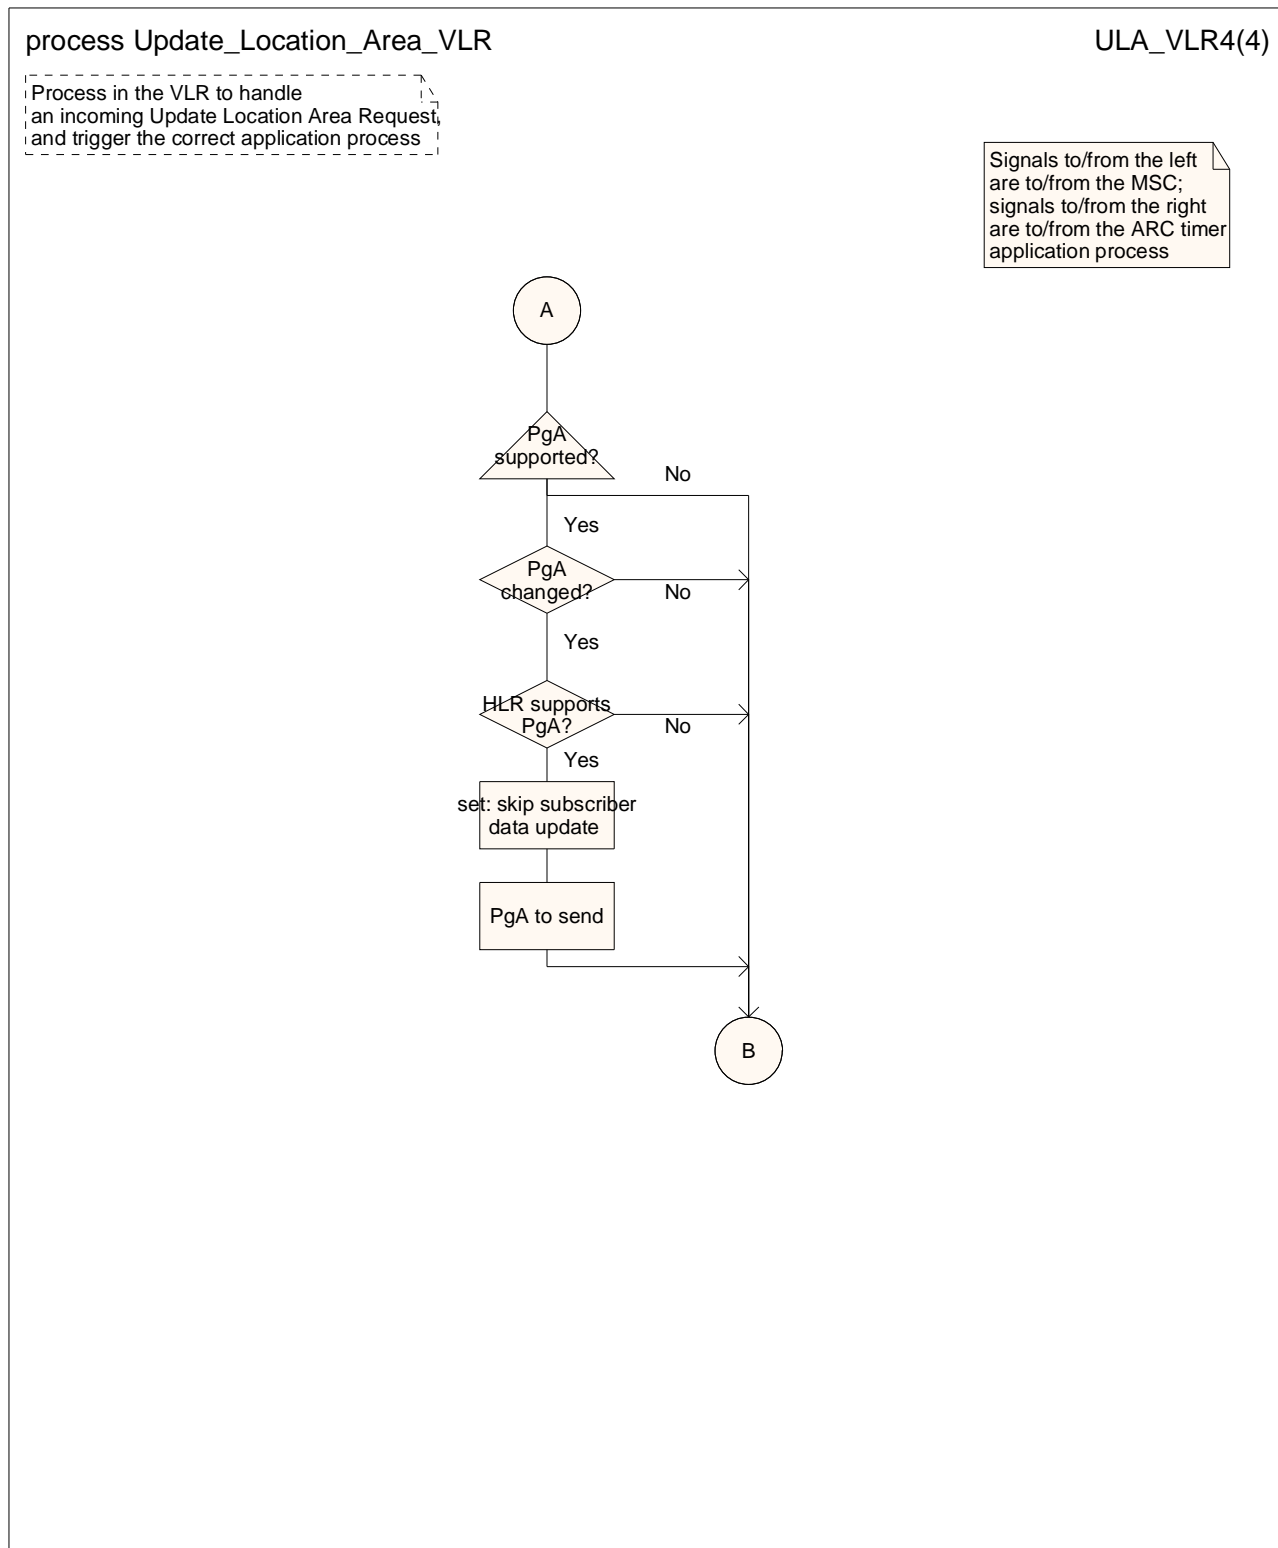 process Update_Location_Area_VLR
ULA_VLR4(4)
Process in the VLR to handle
an incoming Update Location Area Request,
and trigger the correct application process
Signals to/from the left
are to/from the MSC;
signals to/from the right
are to/from the ARC timer
application process
A
PgA
supported?
No
Yes
PgA
changed?
No
Yes
HLR supports
PgA?
No
Yes
set: skip subscriber
data update
PgA to send
B